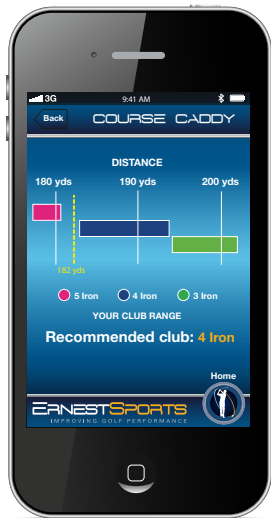 3G 9:41 AM
Back COURSE CADDY
DISTANCE
180 yds 190 yds 200 yds
182 yds
5 Iron 4 Iron 3 Iron
YOUR CLUB RANGE
Recommended club: 4 Iron
Home
ERNESTSPORTS
IMPROVING GOLF PERFORMANCE